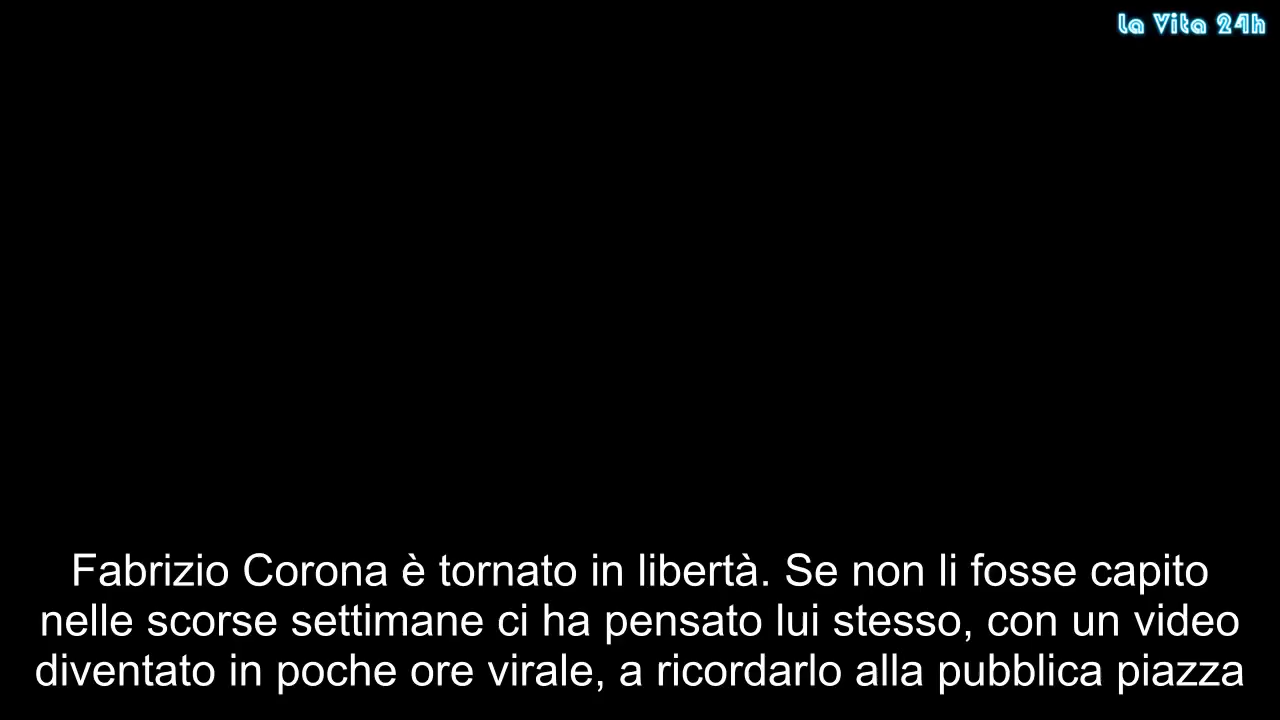 La Vita 24h
Fabrizio Corona è tornato in libertà. Se non li fosse capito
nelle scorse settimane ci ha pensato lui stesso, con un video
diventato in poche ore virale, a ricordarlo alla pubblica piazza